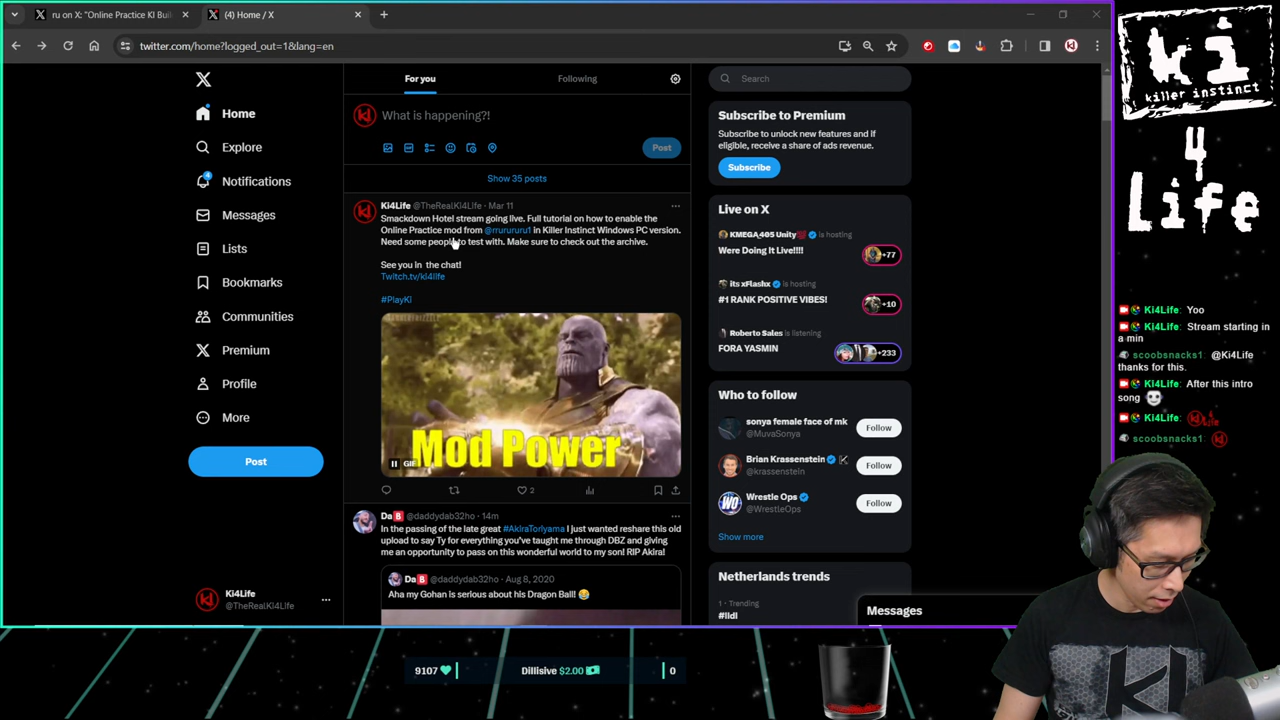 ru on X: "Online Practice KI Buil
(4) Home / X
twitter.com/home?logged_out=1&lang=en
Home
Explore
Notifications
4
Messages
Lists
Bookmarks
Communities
Premium
Profile
More
Post
Ki4Life
@TheRealKi4Life
For you
Following
What is happening?!
Post
Show 35 posts
Ki4Life @TheRealKi4Life · Mar 11
Smackdown Hotel stream going live. Full tutorial on how to enable the
Online Practice mod from @rrurururu1 in Killer Instinct Windows PC version.
Need some people to test with. Make sure to check out the archive.
See you in the chat!
Twitch.tv/ki4life
#PlayKI
Mod Power
GIF
2
Da B @daddydab32ho · 14m
In the passing of the late great #AkiraToriyama I just wanted reshare this old
upload to say Ty for everything you've taught me through DBZ and giving
me an opportunity to pass on this wonderful world to my son! RIP Akira!
Da B @daddydab32ho · Aug 8, 2020
Aha my Gohan is serious about his Dragon Ball! 😂
Search
Subscribe to Premium
Subscribe to unlock new features and if
eligible, receive a share of ads revenue.
Subscribe
Live on X
KMEGA405 Unity💯 is hosting
Were Doing It Live!!!!
+77
its xFlashx is hosting
#1 RANK POSITIVE VIBES!
+10
Roberto Sales is listening
FORA YASMIN
+233
Who to follow
sonya female face of mk
@MuvaSonya
Follow
Brian Krassenstein
@krassenstein
Follow
Wrestle Ops
@WrestleOps
Follow
Show more
Netherlands trends
1 · Trending
#lldl
Messages
ki
killer instinct
4
Life
Ki4Life: Yoo
Ki4Life: Stream starting in
a min
scoobsnacks1: @Ki4Life
thanks for this.
Ki4Life: After this intro
song
Ki4Life:
scoobsnacks1:
9107
Dillisive $2.00
0